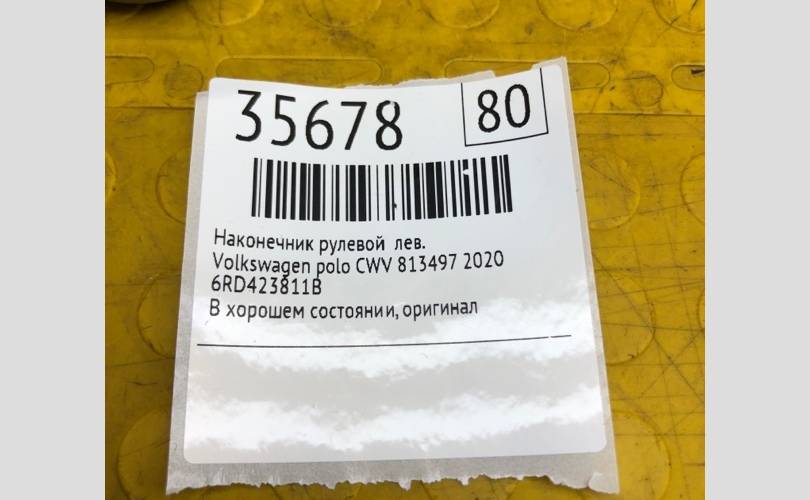 35678
80
Наконечник рулевой лев.
Volkswagen polo CWV 813497 2020
6RD423811B
В хорошем состоянии, оригинал